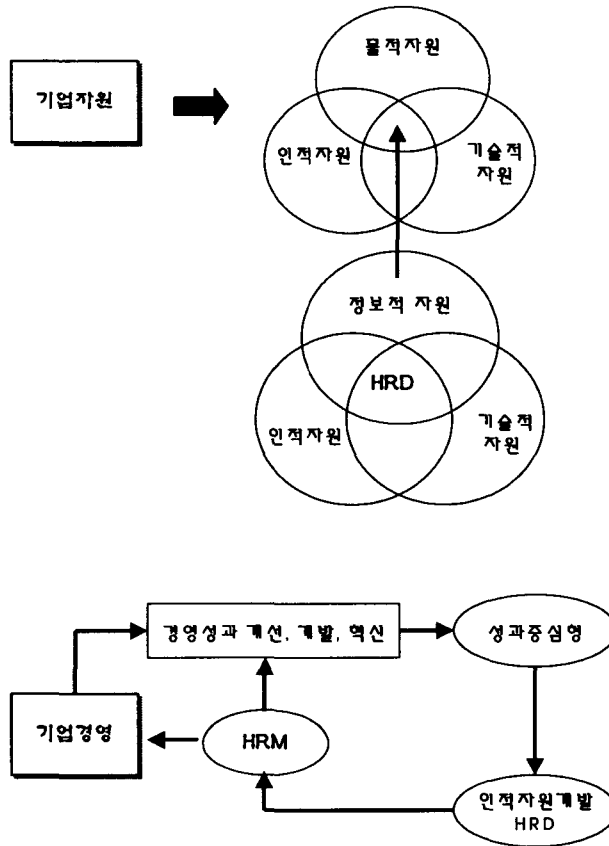 물적자원
기업자원
인적자원
기술적
자원
정보적 자원
HRD
인적자원
기술적
자원
경영성과 개선, 개발, 혁신
성과중심형
기업경영
HRM
인적자원개발
HRD